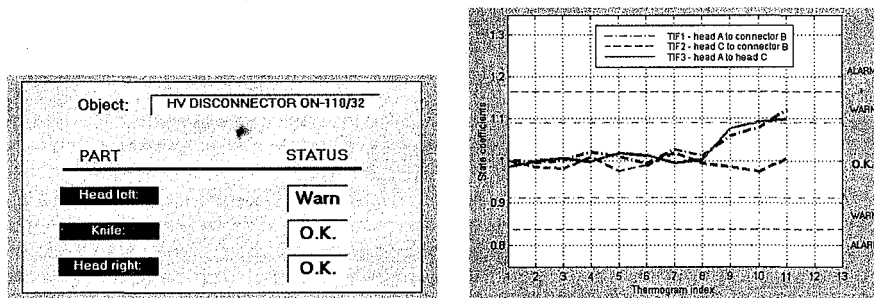 Object: HV DISCONNECTOR ON-110/32
PART STATUS
Head left: Warn
Knife: O.K.
Head right: O.K.
TIF1 - head A to connector B
TIF2 - head C to connector B
TIF3 - head A to head C
State coefficients
1.3
1.2
1.1
1
0.9
0.8
ALARM
WARN
O.K.
WARN
ALARM
1 2 3 4 5 6 7 8 9 10 11 12 13
Thermogram index